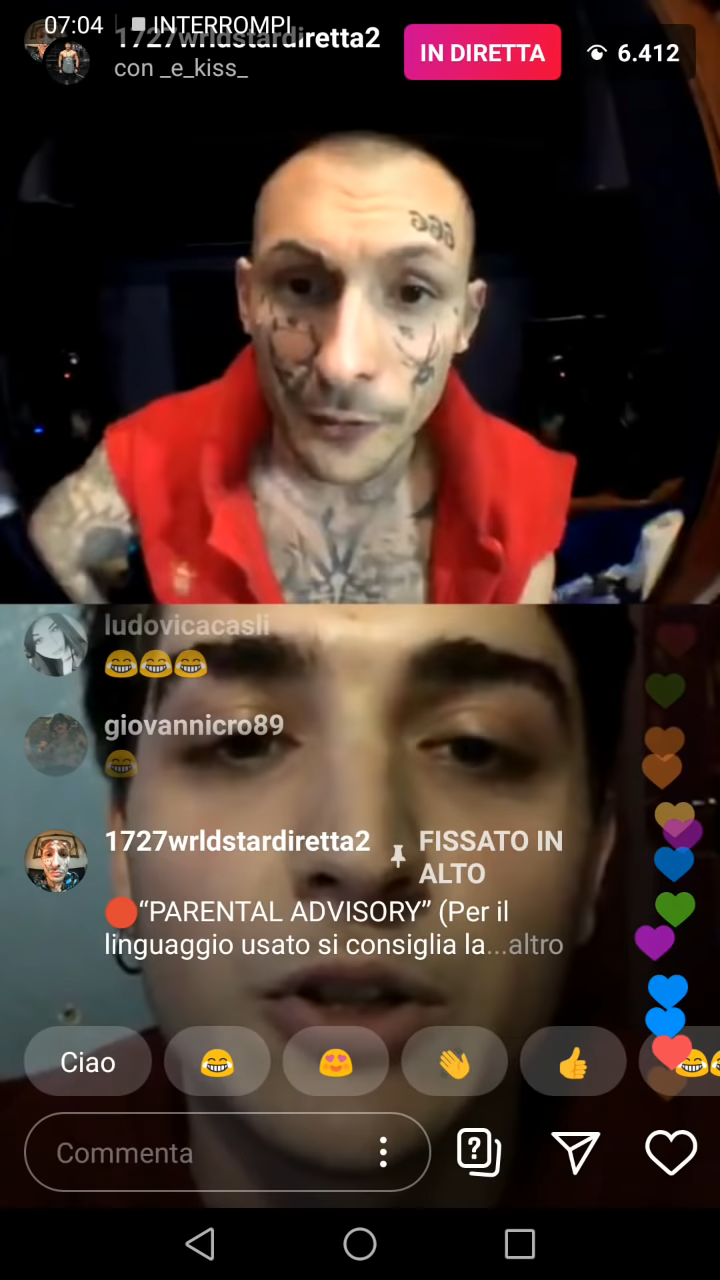 07:04 INTERROMPI
1727wrldstardiretta2
con _e_kiss_
IN DIRETTA
6.412
666
ludovicacasli
😂😂😂
giovannicro89
😂
1727wrldstardiretta2 FISSATO IN
ALTO
🔴“PARENTAL ADVISORY” (Per il
linguaggio usato si consiglia la...altro
Ciao 😂 😍 👏 👍 😂
Commenta